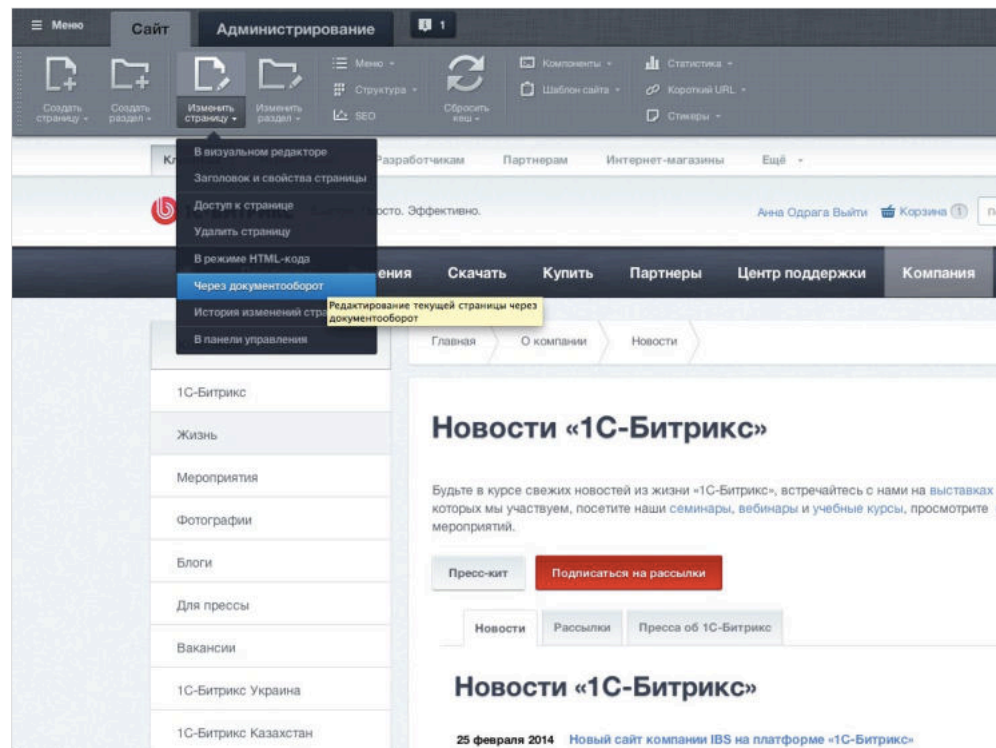 Меню
Сайт
Администрирование
1
Создать страницу
Создать раздел
Изменить страницу
Изменить раздел
Меню
Структура
SEO
Сбросить кеш
Компоненты
Шаблон сайта
Статистика
Короткий URL
Стикеры
В визуальном редакторе
Заголовок и свойства страницы
Доступ к странице
Удалить страницу
В режиме HTML-кода
Через документооборот
История изменений стра
В панели управления
Редактирование текущей страницы через
документооборот
Разработчикам Партнерам Интернет-магазины Ещё
осто. Эффективно.
Анна Одрага Выйти Корзина 1
ения Скачать Купить Партнеры Центр поддержки Компания
Главная О компании Новости
1С-Битрикс
Жизнь
Мероприятия
Фотографии
Блоги
Для прессы
Вакансии
1С-Битрикс Украина
1С-Битрикс Казахстан
Новости «1С-Битрикс»
Будьте в курсе свежих новостей из жизни «1С-Битрикс», встречайтесь с нами на выставках
которых мы участвуем, посетите наши семинары, вебинары и учебные курсы, просмотрите
мероприятий.
Пресс-кит Подписаться на рассылки
Новости Рассылки Пресса об 1С-Битрикс
Новости «1С-Битрикс»
25 февраля 2014 Новый сайт компании IBS на платформе «1С-Битрикс»